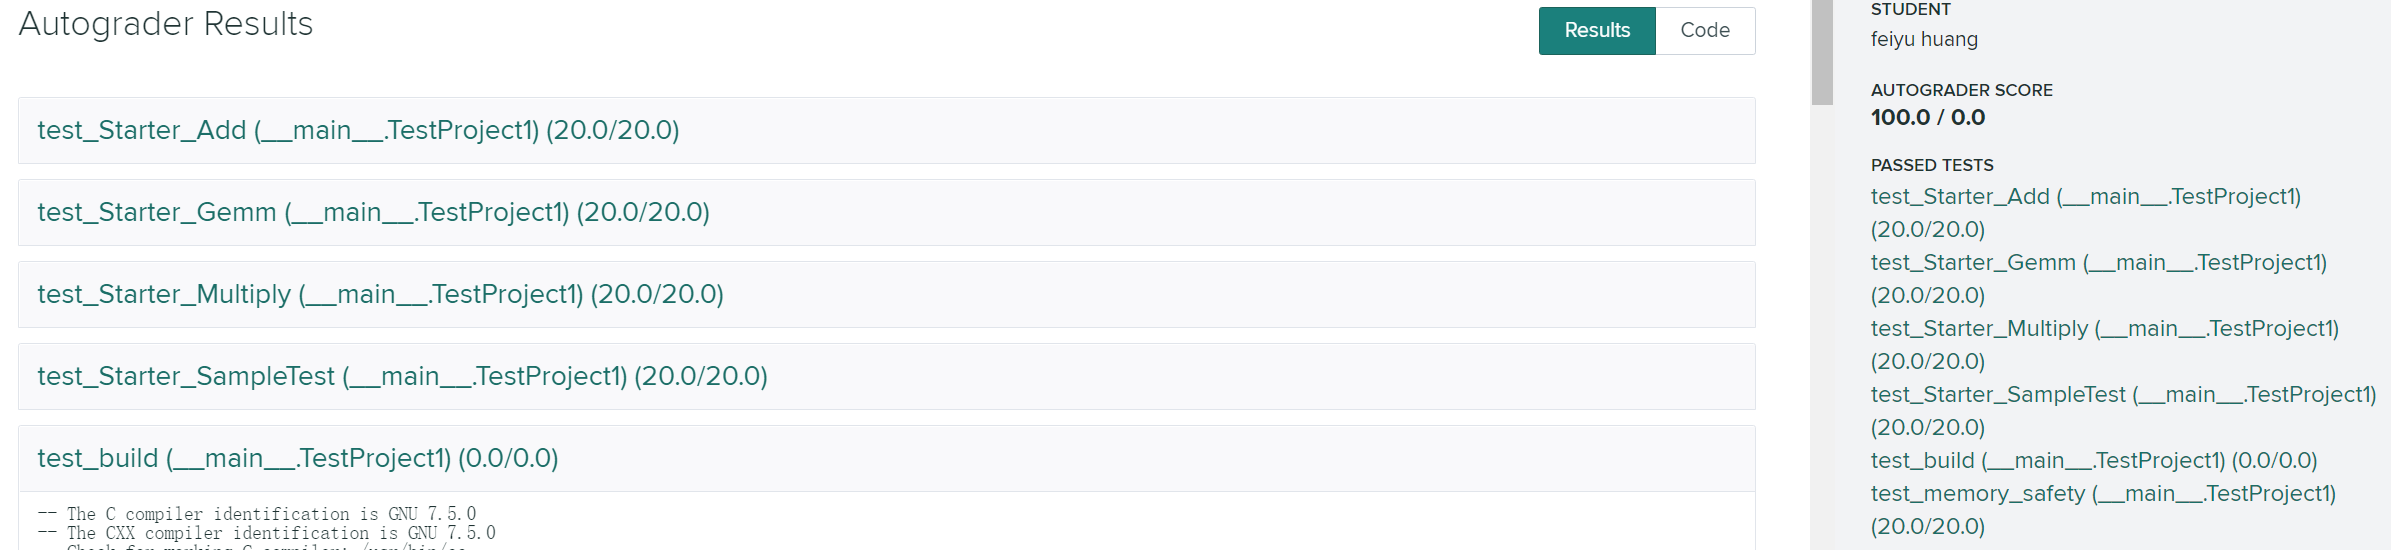 Autograder Results
Results
Code
test_Starter_Add (__main__.TestProject1) (20.0/20.0)
test_Starter_Gemm (__main__.TestProject1) (20.0/20.0)
test_Starter_Multiply (__main__.TestProject1) (20.0/20.0)
test_Starter_SampleTest (__main__.TestProject1) (20.0/20.0)
test_build (__main__.TestProject1) (0.0/0.0)
-- The C compiler identification is GNU 7.5.0
-- The CXX compiler identification is GNU 7.5.0
STUDENT
feiyu huang
AUTOGRADER SCORE
100.0 / 0.0
PASSED TESTS
test_Starter_Add (__main__.TestProject1)
(20.0/20.0)
test_Starter_Gemm (__main__.TestProject1)
(20.0/20.0)
test_Starter_Multiply (__main__.TestProject1)
(20.0/20.0)
test_Starter_SampleTest (__main__.TestProject1)
(20.0/20.0)
test_build (__main__.TestProject1) (0.0/0.0)
test_memory_safety (__main__.TestProject1)
(20.0/20.0)